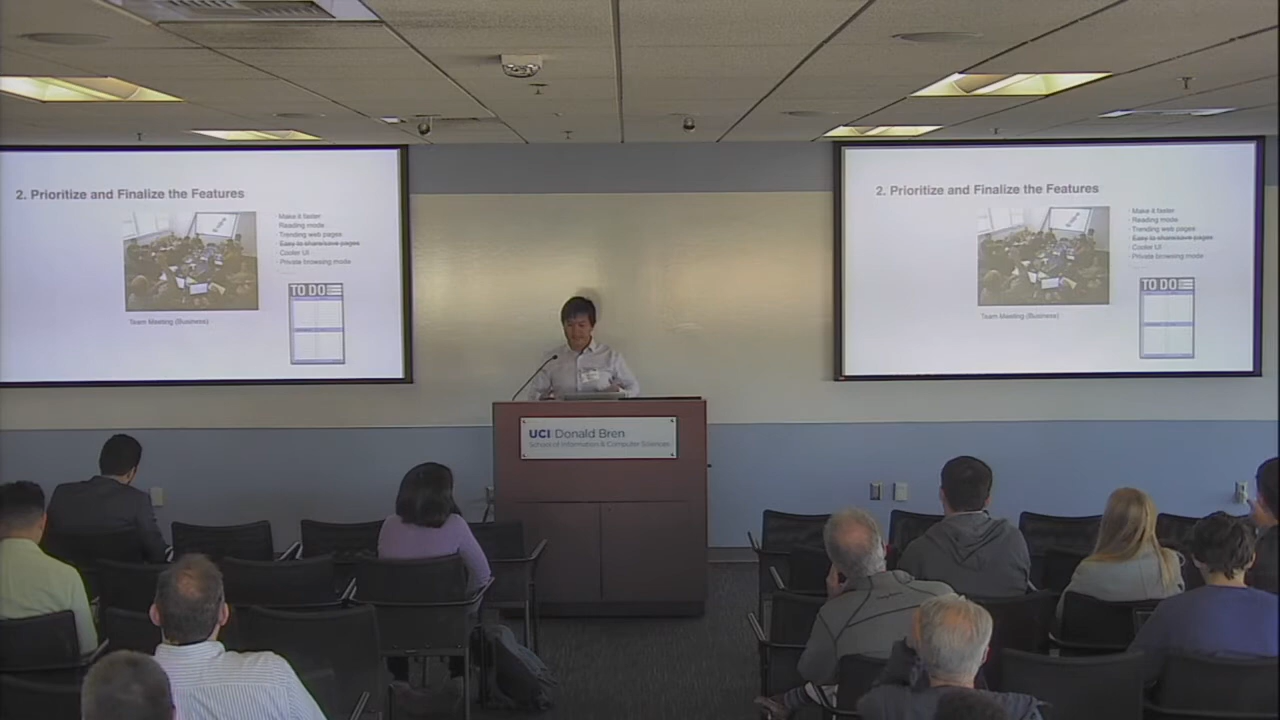 2. Prioritize and Finalize the Features
· Make it faster
· Reading mode
· Trending web pages
· Easy to share/save pages
· Cooler UI
· Private browsing mode
TO DO
Team Meeting (Business)
2. Prioritize and Finalize the Features
· Make it faster
· Reading mode
· Trending web pages
· Easy to share/save pages
· Cooler UI
· Private browsing mode
TO DO
Team Meeting (Business)
UCI Donald Bren
School of Information & Computer Sciences